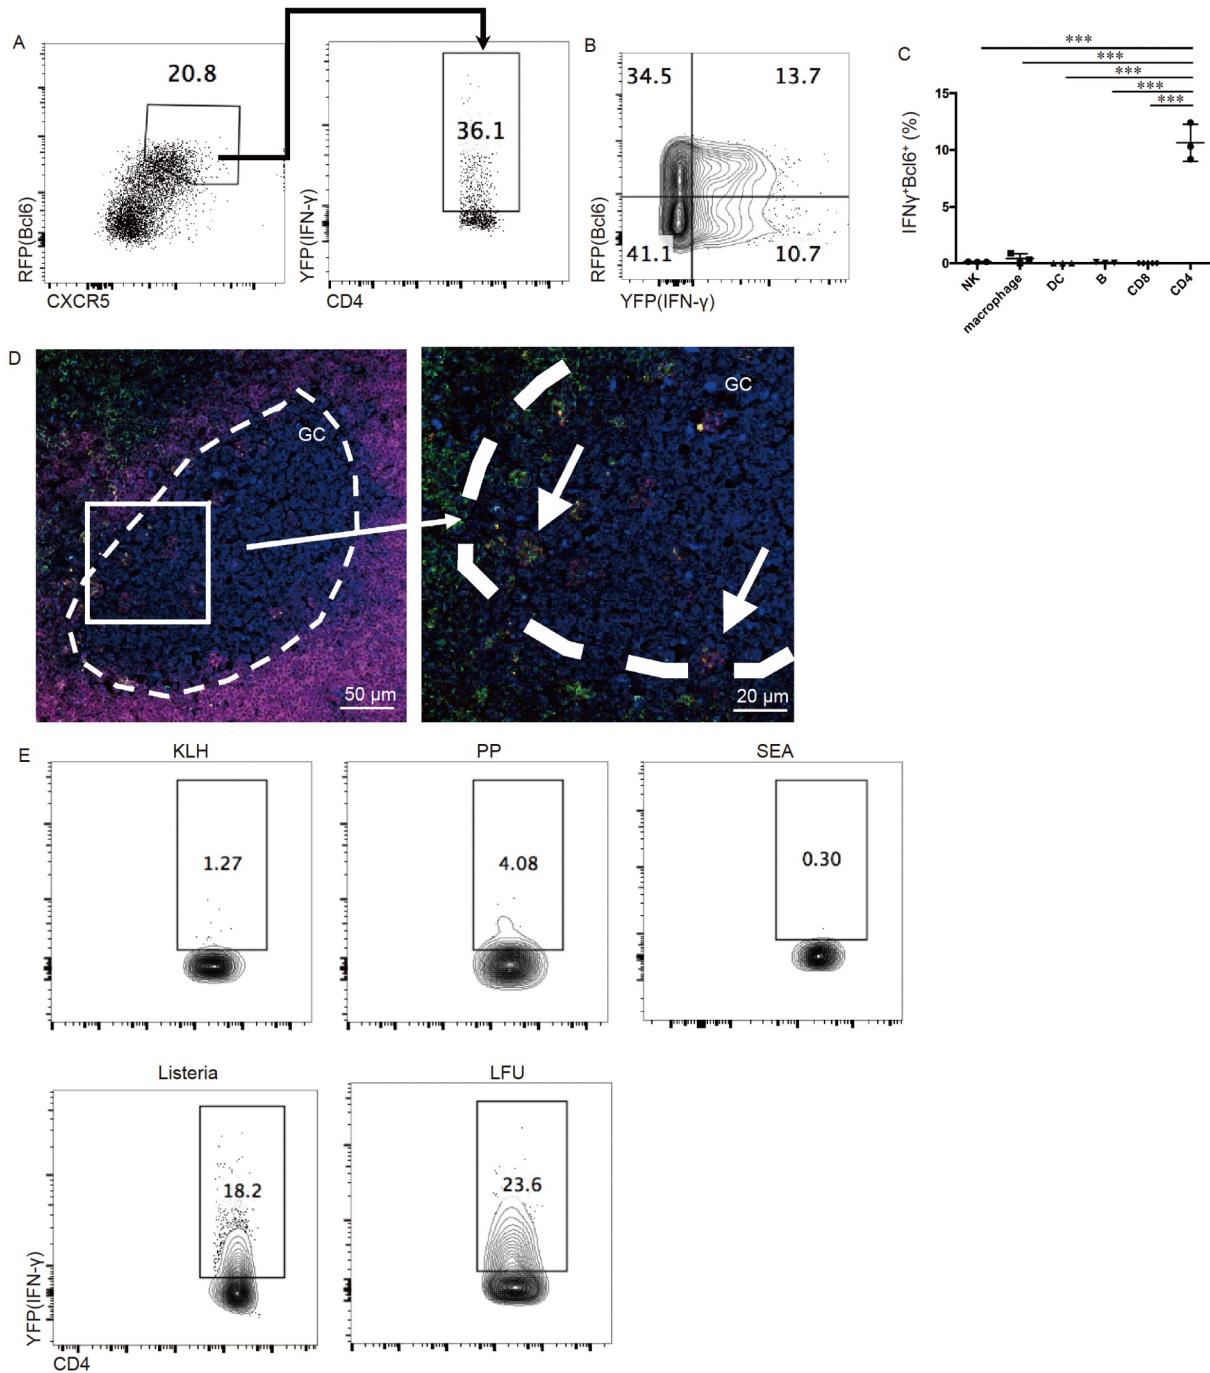 A
20.8
RFP(Bcl6)
CXCR5
36.1
YFP(IFN-γ)
CD4
B
34.5
13.7
41.1
10.7
RFP(Bcl6)
YFP(IFN-γ)
C
***
***
***
***
***
IFNγ⁺Bcl6⁺ (%)
15
10
5
0
NK
macrophage
DC
B
CD8
CD4
D
GC
50 μm
GC
20 μm
E
KLH
1.27
PP
4.08
SEA
0.30
Listeria
18.2
YFP(IFN-γ)
CD4
LFU
23.6